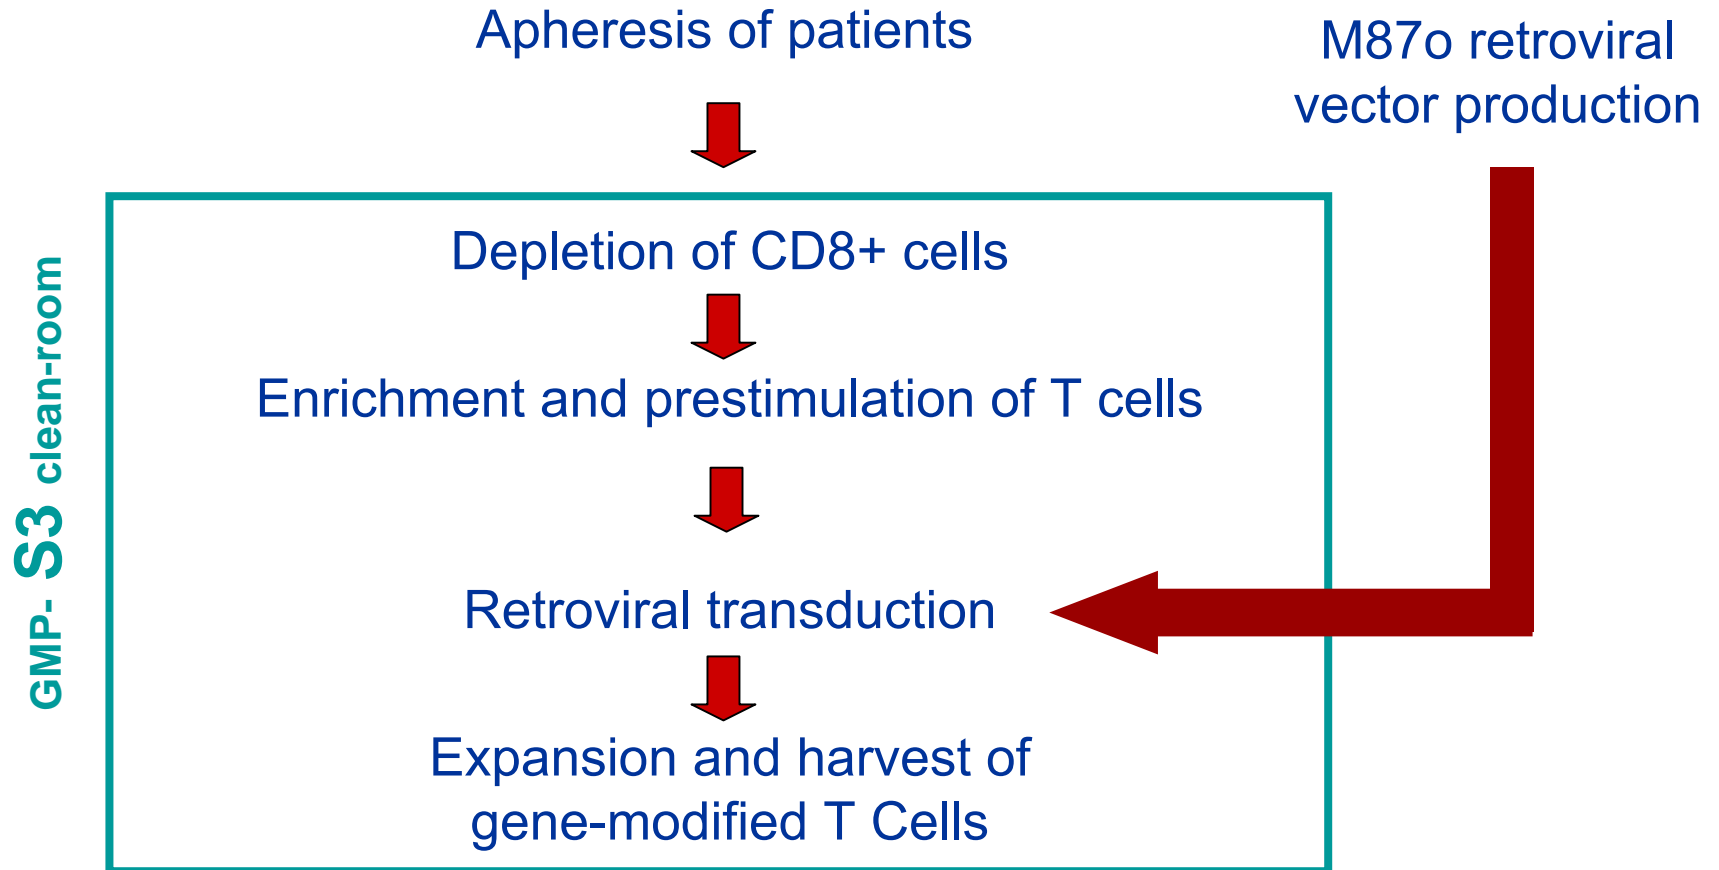 Apheresis of patients
M87o retroviral
vector production
GMP- S3 clean-room
Depletion of CD8+ cells
Enrichment and prestimulation of T cells
Retroviral transduction
Expansion and harvest of
gene-modified T Cells